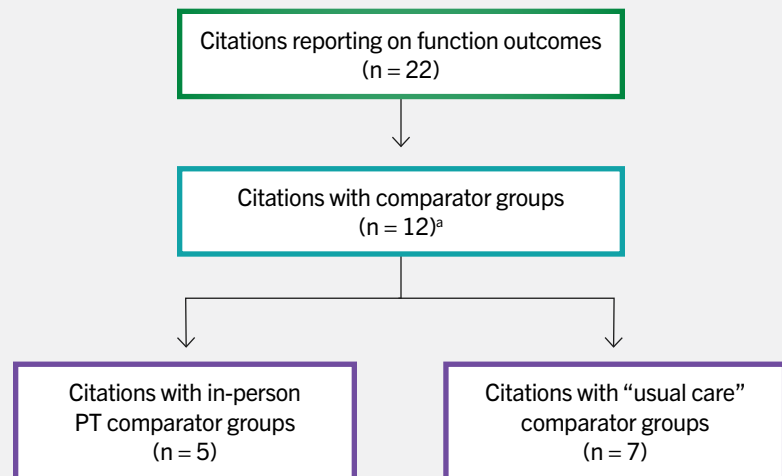 Citations reporting on function outcomes
(n = 22)
Citations with comparator groups
(n = 12)ᵃ
Citations with in-person
PT comparator groups
(n = 5)
Citations with “usual care”
comparator groups
(n = 7)